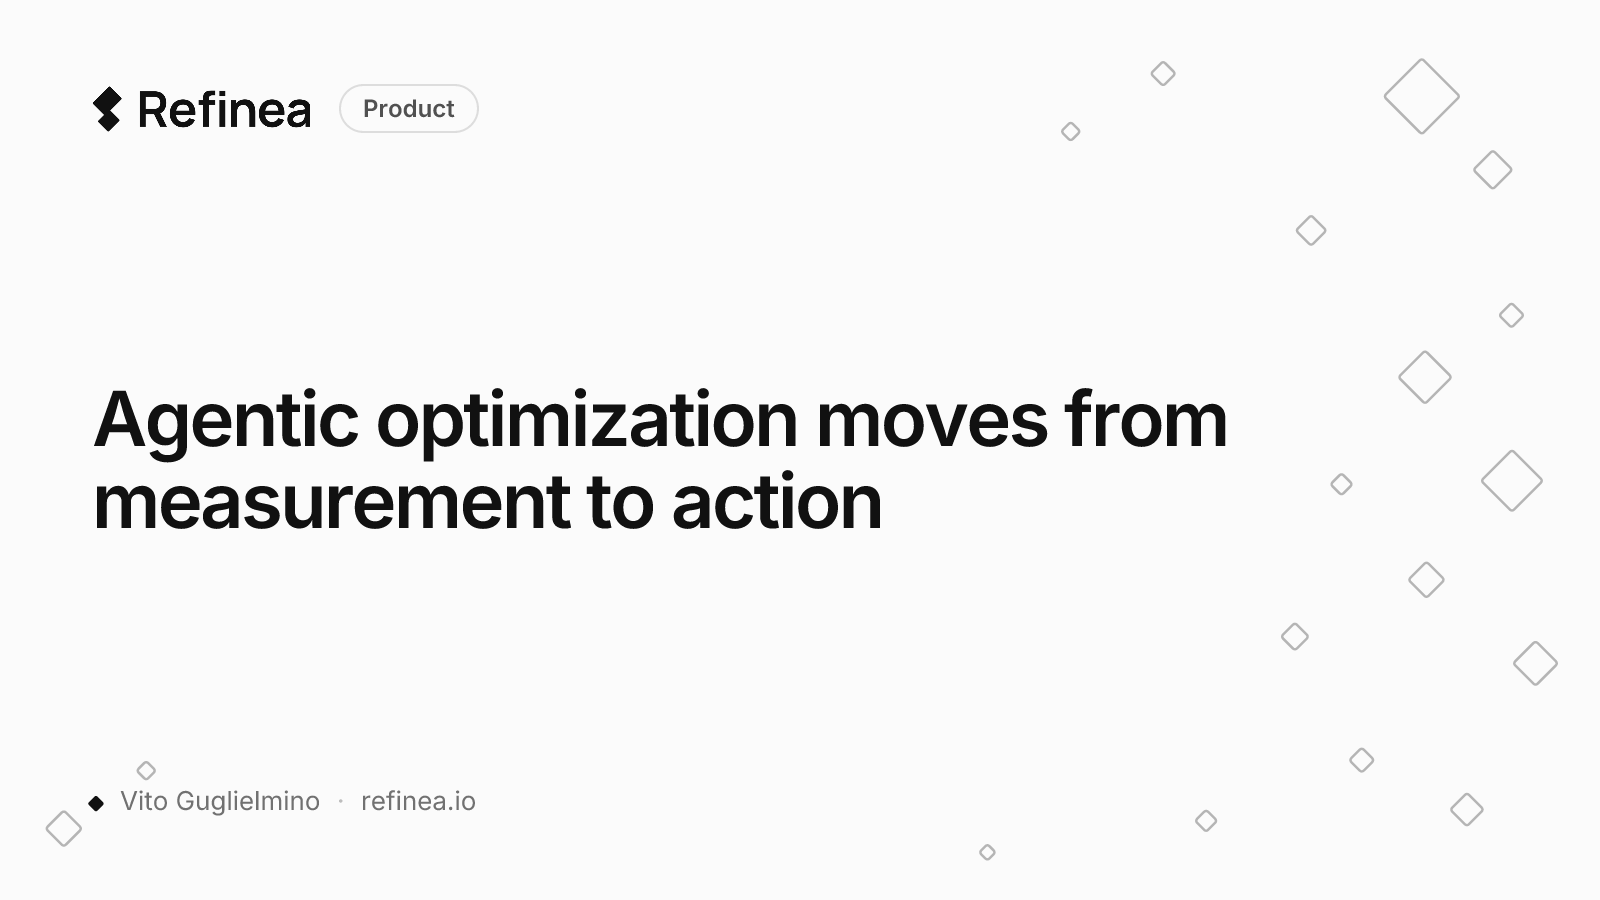 Refinea
Product
Agentic optimization moves from
measurement to action
Vito Guglielmino · refinea.io